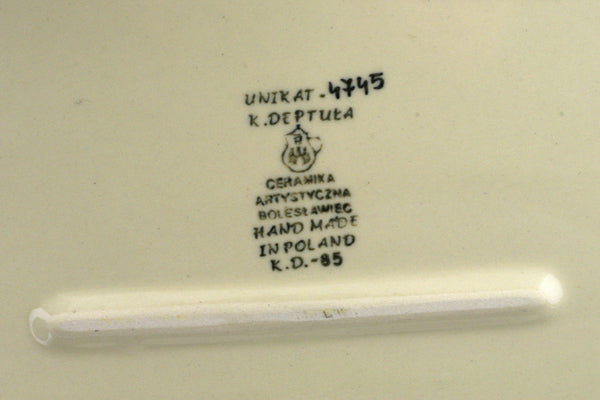 UNIKAT-4745
K.DEPTUŁA
CERAMIKA
ARTYSTYCZNA
BOLESŁAWIEC
HAND MADE
IN POLAND
K.D.-85